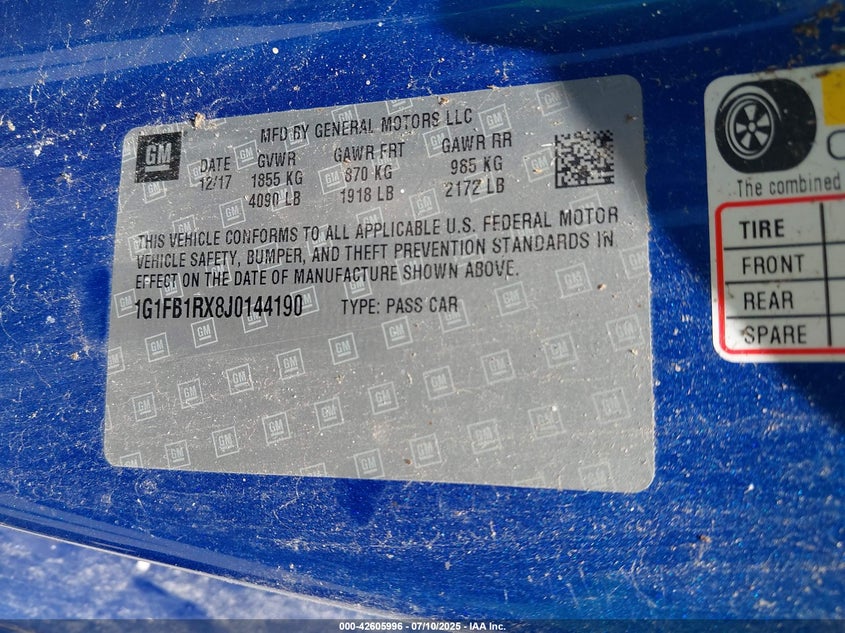 GM
MFD BY GENERAL MOTORS LLC
DATE GVWR GAWR FRT GAWR RR
12/17 1855 KG 870 KG 985 KG
4090 LB 1918 LB 2172 LB
THIS VEHICLE CONFORMS TO ALL APPLICABLE U.S. FEDERAL MOTOR
VEHICLE SAFETY, BUMPER, AND THEFT PREVENTION STANDARDS IN
EFFECT ON THE DATE OF MANUFACTURE SHOWN ABOVE.
1G1FB1RX8J0144190 TYPE: PASS CAR
The combined
TIRE
FRONT
REAR
SPARE
000-42605996 - 07/10/2025 - IAA Inc.